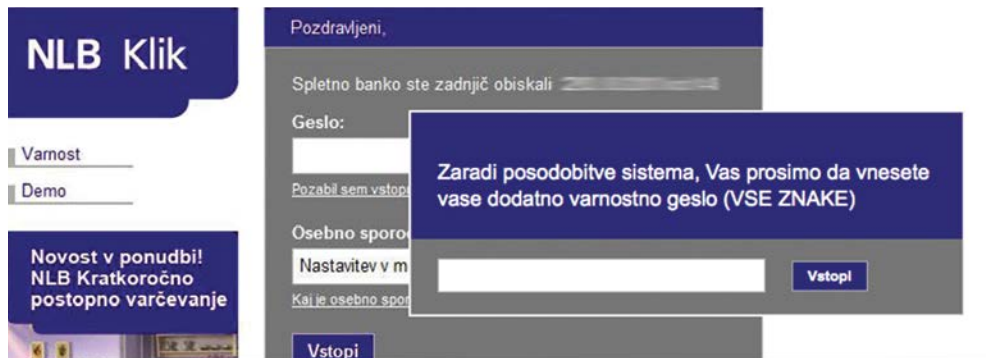 NLB Klik
Varnost
Demo
Novost v ponudbi!
NLB Kratkoročno
postopno varčevanje
Pozdravljeni,
Spletno banko ste zadnjič obiskali
Geslo:
Pozabil sem vstopn
Osebno sporoč
Nastavitev v m
Kaj je osebno spor
Vstopi
Zaradi posodobitve sistema, Vas prosimo da vnesete
vase dodatno varnostno geslo (VSE ZNAKE)
Vstopi